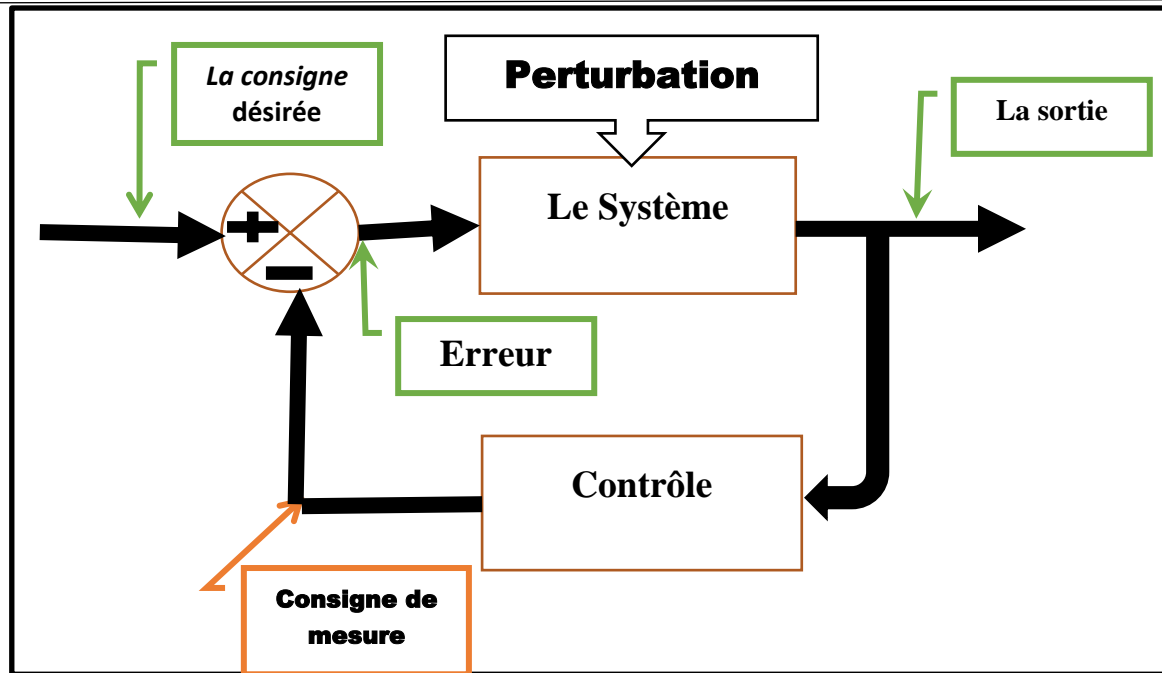 La consigne
désirée
Perturbation
La sortie
+
Le Système
−
Erreur
Contrôle
Consigne de
mesure